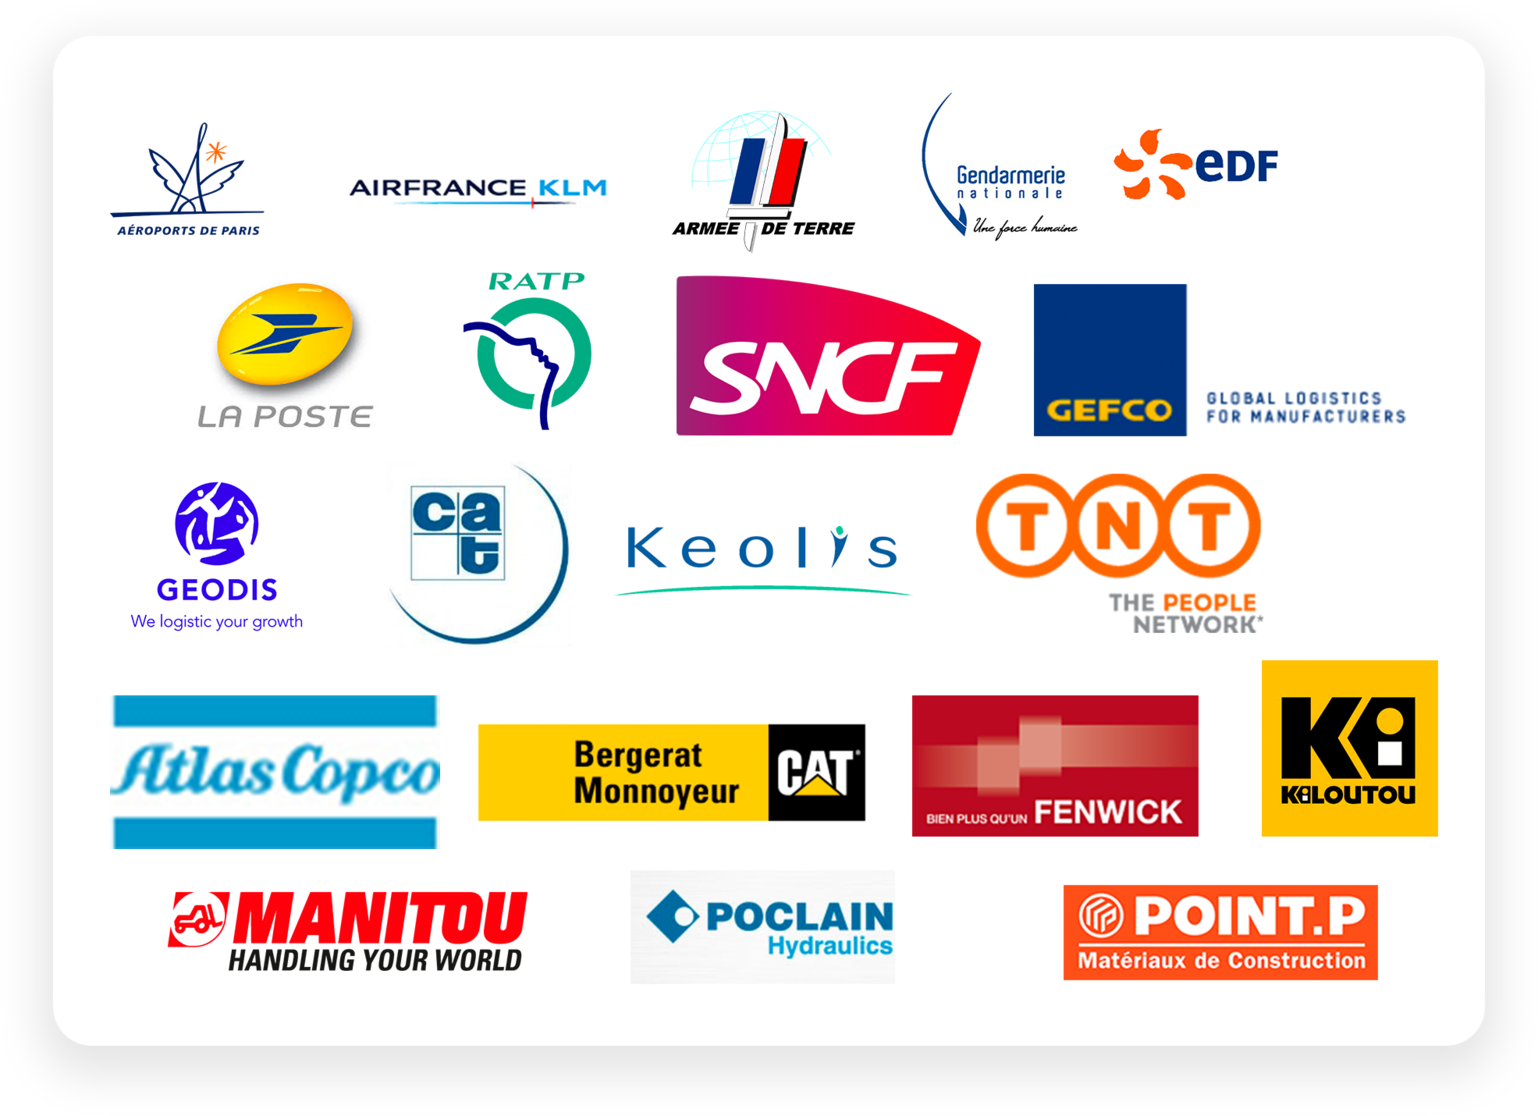 AÉROPORTS DE PARIS
AIRFRANCE KLM
ARMEE DE TERRE
Gendarmerie
nationale
Une force humaine
eDF
LA POSTE
RATP
SNCF
GEFCO
GLOBAL LOGISTICS
FOR MANUFACTURERS
GEODIS
We logistic your growth
ca
t
Keolis
TNT
THE PEOPLE
NETWORK*
Atlas Copco
Bergerat
Monnoyeur
CAT®
BIEN PLUS QU'UN FENWICK
Ki
KiLOUTOU
MANITOU
HANDLING YOUR WORLD
POCLAIN
Hydraulics
POINT.P
Matériaux de Construction